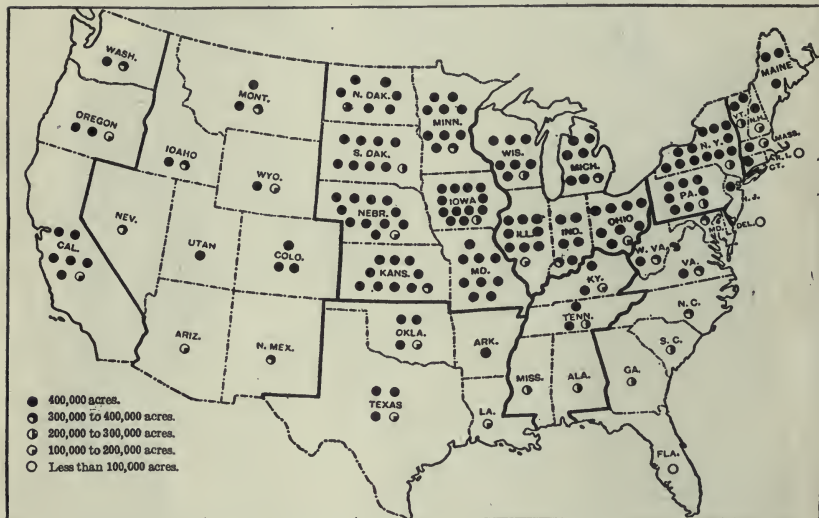 WASH.
MONT.
N. DAK.
MINN.
MAINE
OREGON
IDAHO
WYO.
S. DAK.
WIS.
MICH.
N. Y.
VT.
N.H.
MASS.
R. I.
CT.
NEV.
UTAH
COLO.
NEBR.
IOWA
ILL.
IND.
OHIO
PA.
N. J.
CAL.
KANS.
MO.
W. VA.
MD.
DEL.
VA.
KY.
ARIZ.
N. MEX.
OKLA.
ARK.
TENN.
N. C.
S. C.
TEXAS
LA.
MISS.
ALA.
GA.
FLA.
400,000 acres.
300,000 to 400,000 acres.
200,000 to 300,000 acres.
100,000 to 200,000 acres.
Less than 100,000 acres.